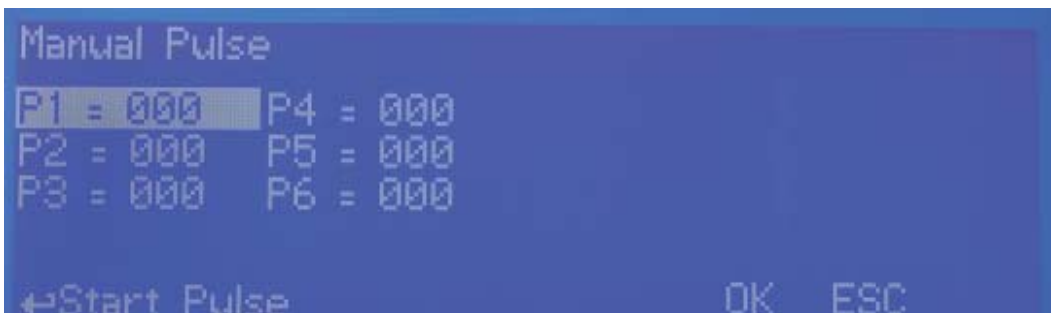 Manual Pulse
P1 = 000 P4 = 000
P2 = 000 P5 = 000
P3 = 000 P6 = 000
↵Start Pulse OK ESC